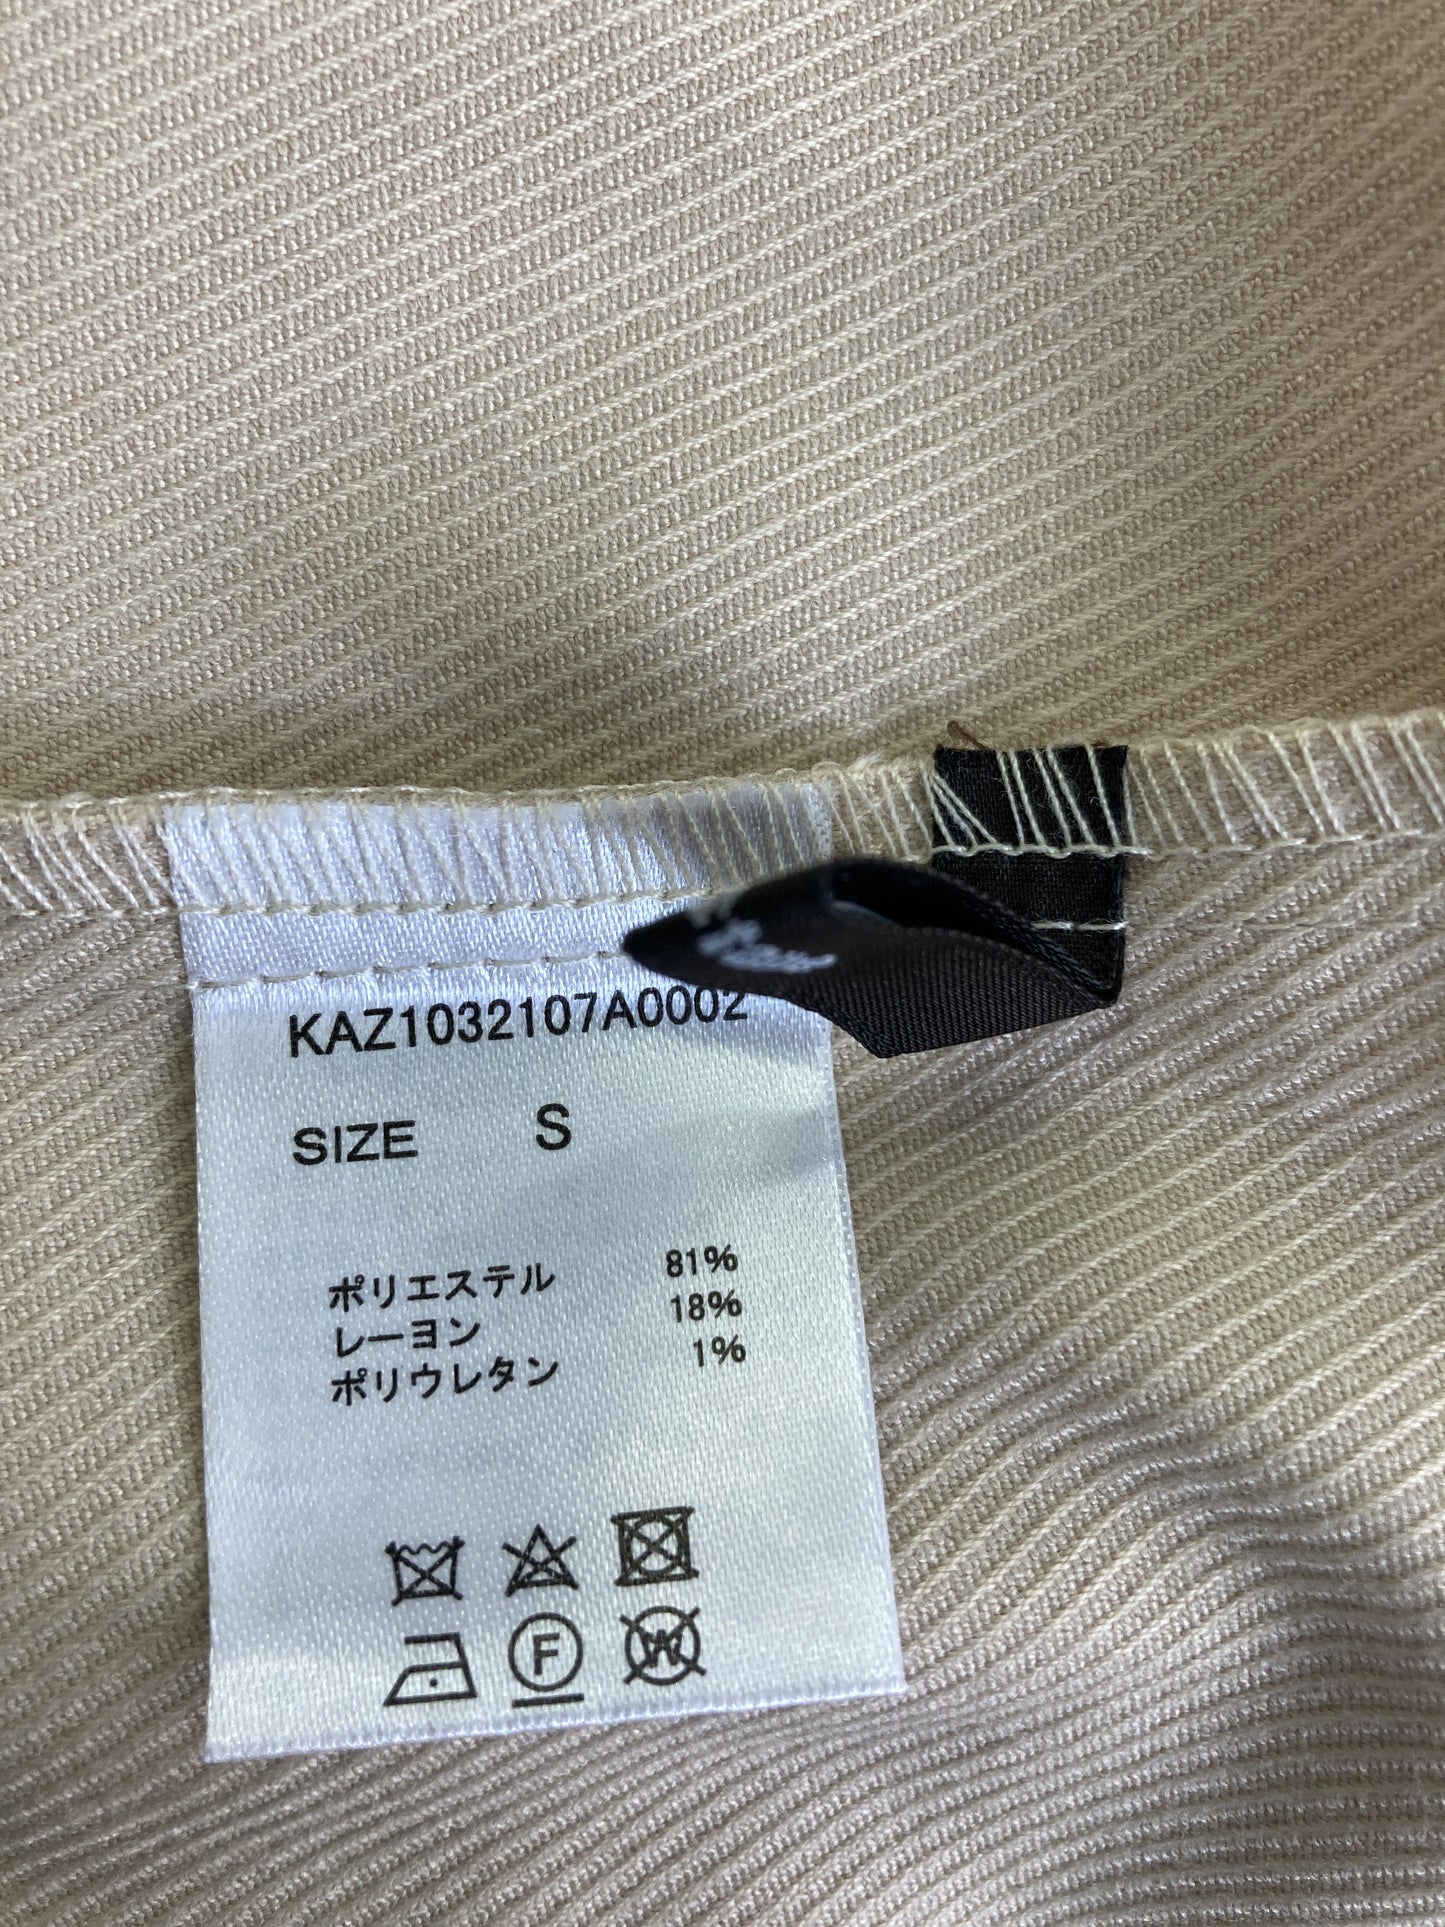 KAZ1032107A0002
SIZE S
ポリエステル 81%
レーヨン 18%
ポリウレタン 1%
F
W